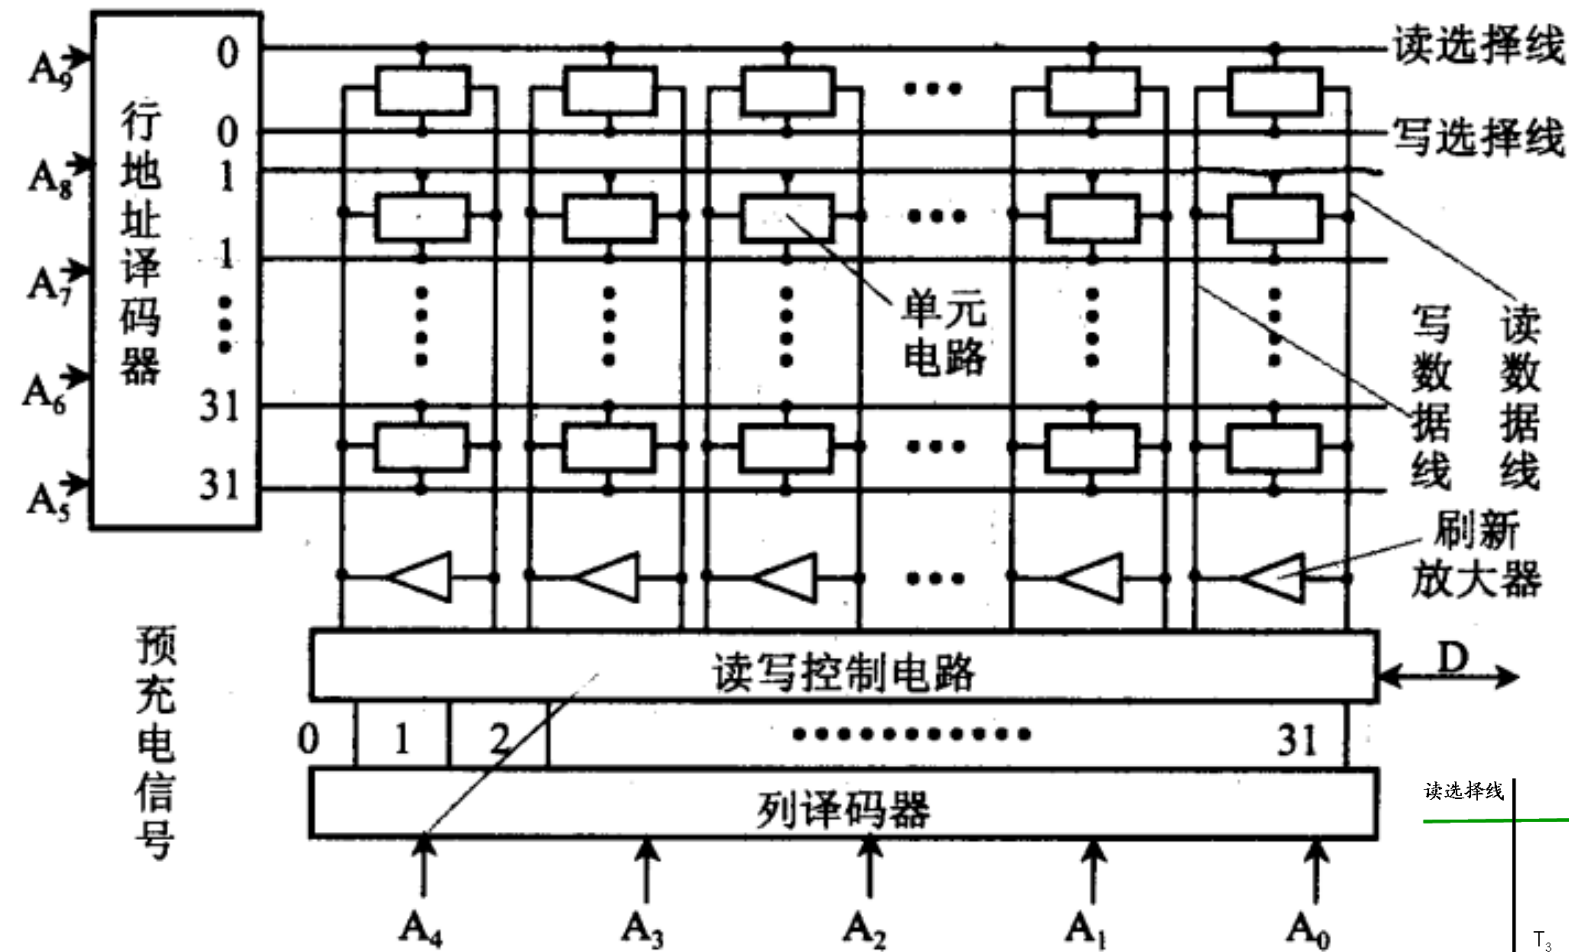 A9
A8
A7
A6
A5
行地址译码器
0
0
1
1
31
31
读选择线
写选择线
单元
电路
写数据线
读数据线
刷新
放大器
预充电信号
读写控制电路
D
0 1 2 31
列译码器
A4 A3 A2 A1 A0
读选择线
T3